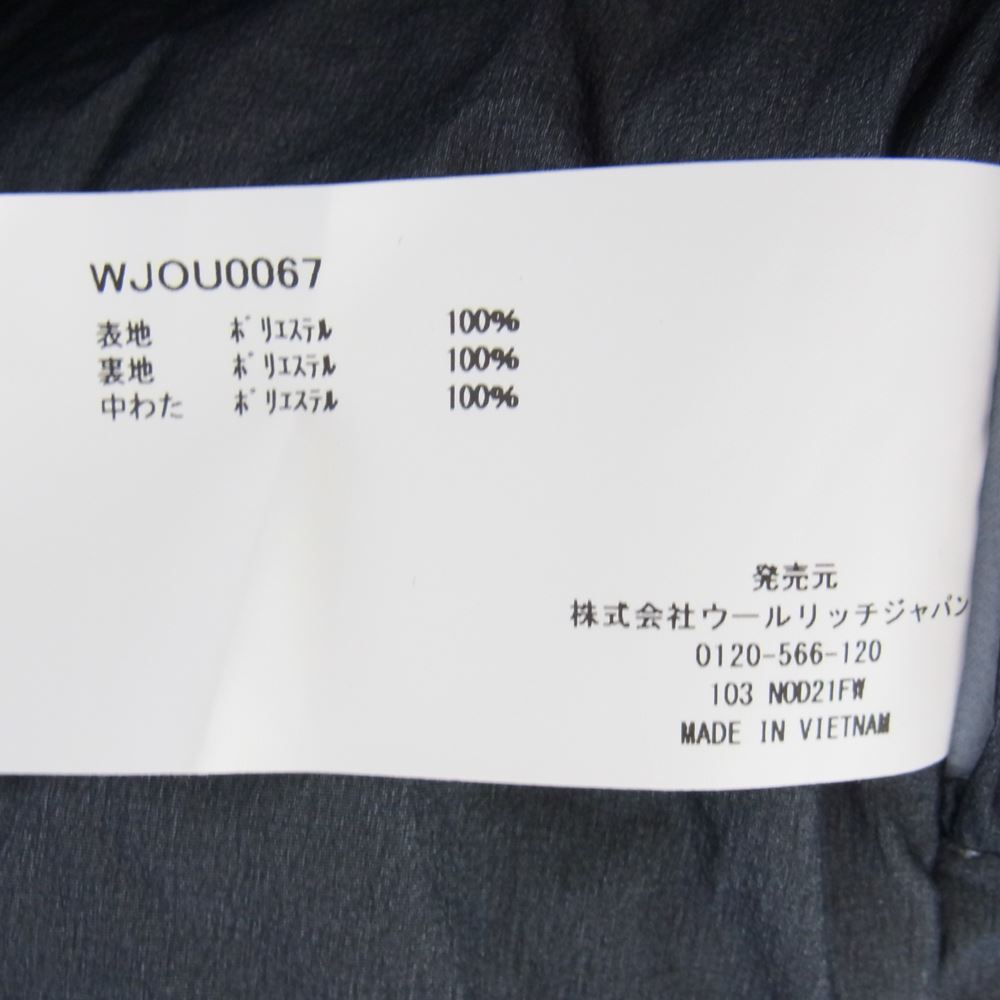 WJOU0067
表地 ポリエステル 100%
裏地 ポリエステル 100%
中わた ポリエステル 100%
発売元
株式会社ウールリッチジャパン
0120-566-120
103 NOD21FW
MADE IN VIETNAM